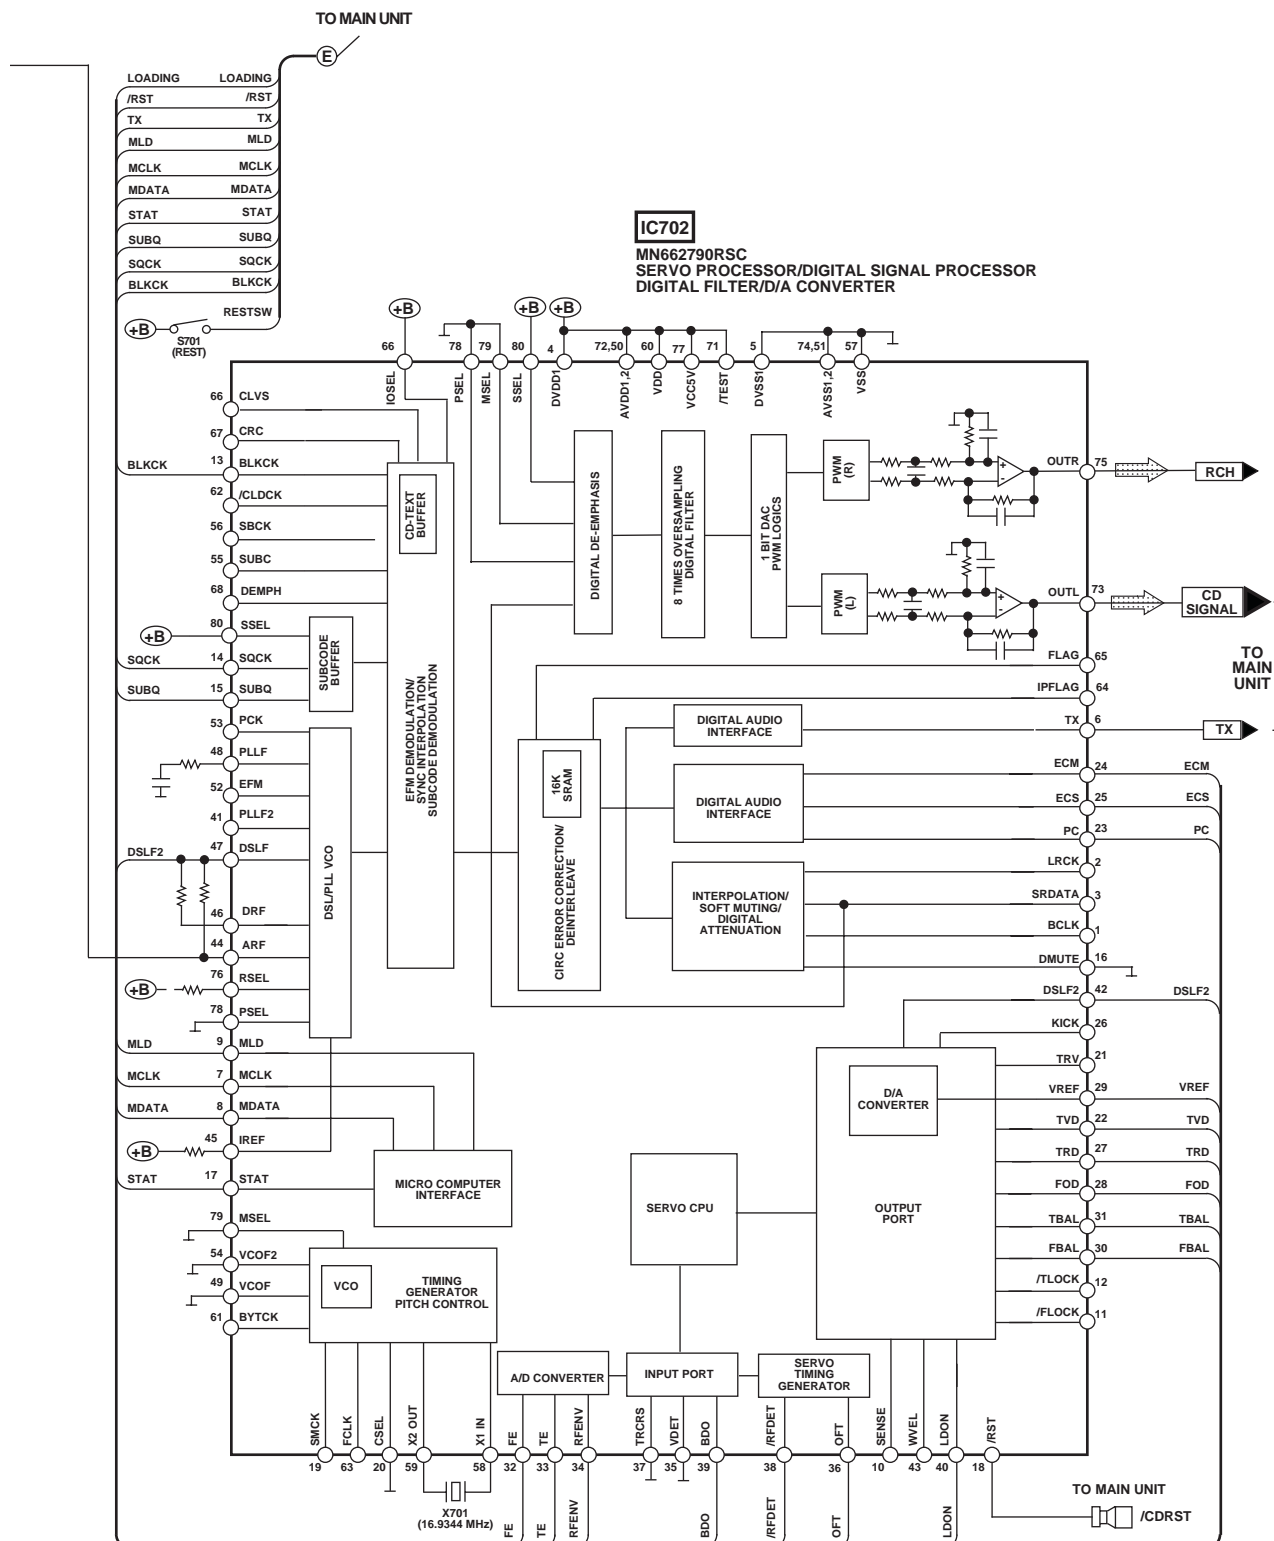 TO MAIN UNIT
E
LOADING LOADING
/RST /RST
TX TX
MLD MLD
MCLK MCLK
MDATA MDATA
STAT STAT
SUBQ SUBQ
SQCK SQCK
BLKCK BLKCK
RESTSW
+B
S701
(REST)
IC702
MN662790RSC
SERVO PROCESSOR/DIGITAL SIGNAL PROCESSOR
DIGITAL FILTER/D/A CONVERTER
+B +B +B
66 78 79 80 4 72,50 60 77 71 5 74,51 57
IOSEL PSEL MSEL SSEL DVDD1 AVDD1,2 VDD VCC5V /TEST DVSS1 AVSS1,2 VSS
66 CLVS
67 CRC
BLKCK 13 BLKCK
62 /CLDCK
56 SBCK
55 SUBC
68 DEMPH
+B 80 SSEL
SQCK 14 SQCK
SUBQ 15 SUBQ
53 PCK
48 PLLF
52 EFM
41 PLLF2
DSLF2 47 DSLF
46 DRF
44 ARF
+B 76 RSEL
78 PSEL
MLD 9 MLD
MCLK 7 MCLK
MDATA 8 MDATA
+B 45 IREF
STAT 17 STAT
79 MSEL
54 VCOF2
49 VCOF
61 BYTCK
CD-TEXT
BUFFER
SUBCODE
BUFFER
EFM DEMODULATION/
SYNC INTERPOLATION
SUBCODE DEMODULATION
DSL/PLL VCO
DIGITAL DE-EMPHASIS
8 TIMES OVERSAMPLING
DIGITAL FILTER
1 BIT DAC
PWM LOGICS
PWM
(R)
+
-
PWM
(L)
+
-
16K
SRAM
CIRC ERROR CORRECTION/
DEINTERLEAVE
DIGITAL AUDIO
INTERFACE
DIGITAL AUDIO
INTERFACE
INTERPOLATION/
SOFT MUTING/
DIGITAL
ATTENUATION
MICRO COMPUTER
INTERFACE
VCO
TIMING
GENERATOR
PITCH CONTROL
SERVO CPU
D/A
CONVERTER
OUTPUT
PORT
A/D CONVERTER
INPUT PORT
SERVO
TIMING
GENERATOR
OUTR 75 RCH
OUTL 73 CD
SIGNAL
TO
MAIN
UNIT
FLAG 65
IPFLAG 64
TX 6 TX
ECM 24 ECM
ECS 25 ECS
PC 23 PC
LRCK 2
SRDATA 3
BCLK 1
DMUTE 16
DSLF2 42 DSLF2
KICK 26
TRV 21
VREF 29 VREF
TVD 22 TVD
TRD 27 TRD
FOD 28 FOD
TBAL 31 TBAL
FBAL 30 FBAL
/TLOCK 12
/FLOCK 11
SMCK FCLK CSEL X2 OUT X1 IN FE TE RFENV TRCRS VDET BDO /RFDET OFT SENSE WVEL LDON /RST
19 63 20 59 58 32 33 34 37 35 39 38 36 10 43 40 18
X701
(16.9344 MHz)
FE TE RFENV BDO /RFDET OFT LDON
TO MAIN UNIT
/CDRST